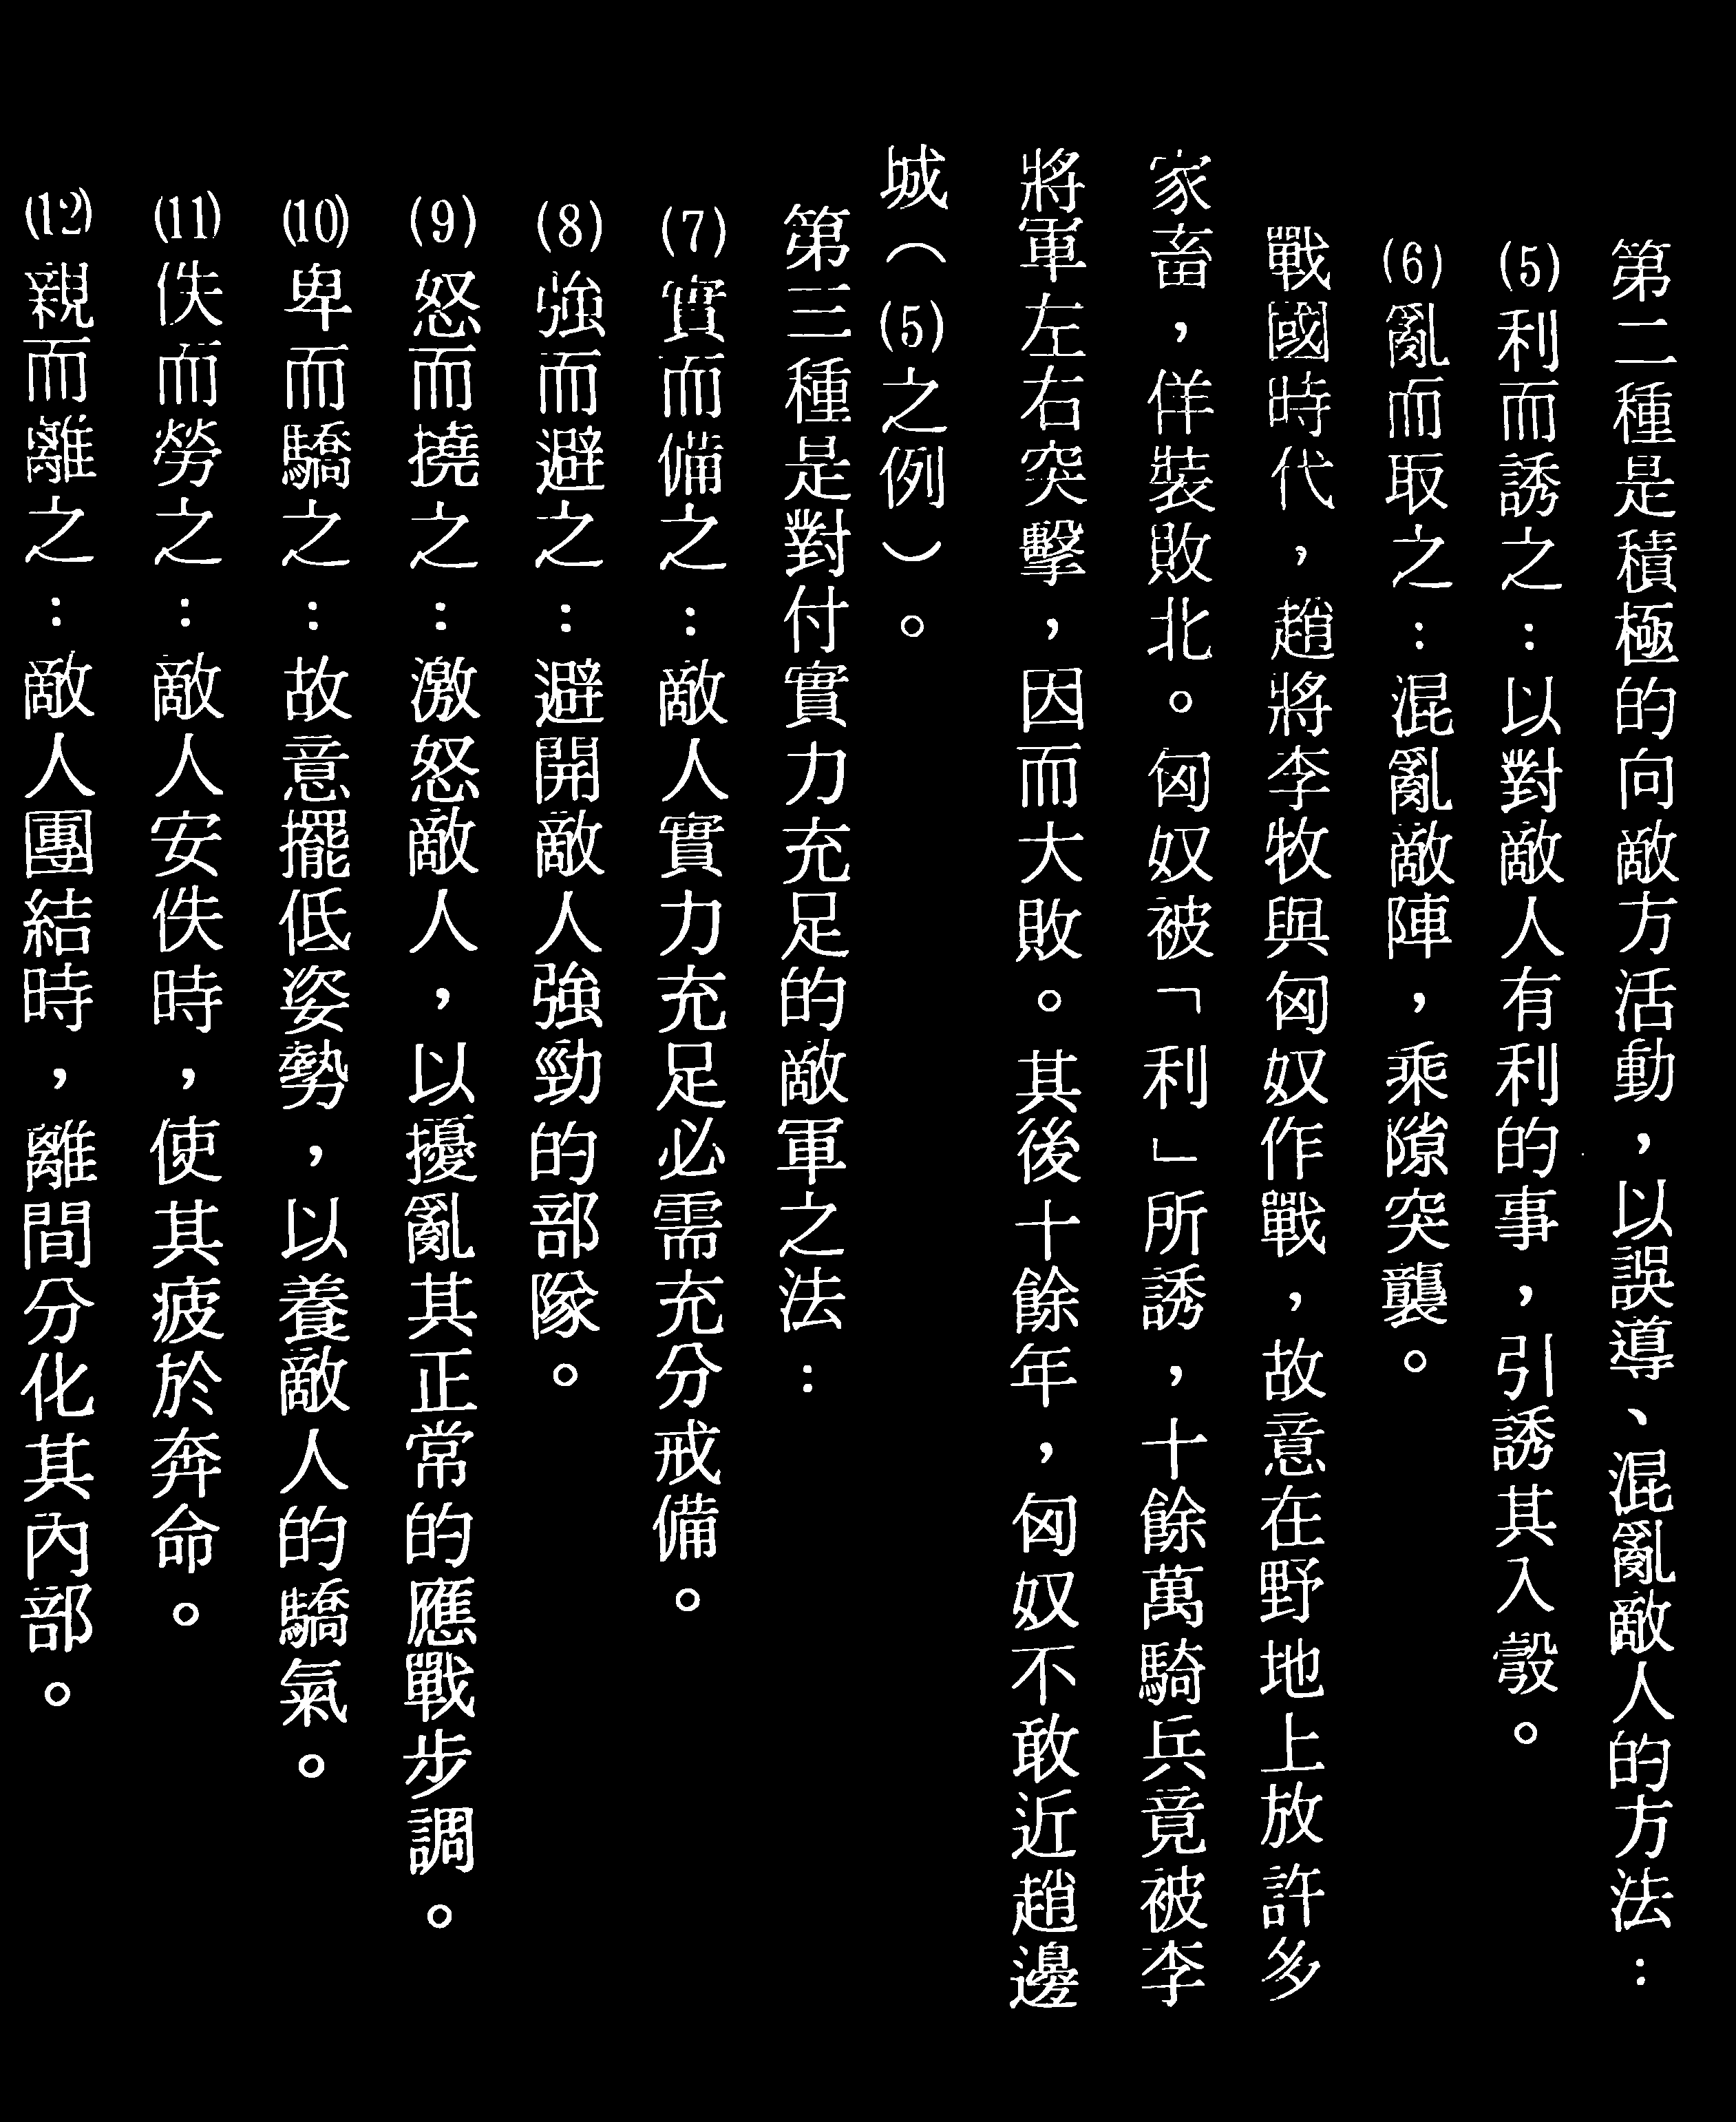 第二種是積極的向敵方活動，以誤導、混亂敵人的方法：
(5)利而誘之：以對敵人有利的事，引誘其入彀。
(6)亂而取之：混亂敵陣，乘隙突襲。
戰國時代，趙將李牧與匈奴作戰，故意在野地上放許多
家畜，佯裝敗北。匈奴被「利」所誘，十餘萬騎兵竟被李
將軍左右突擊，因而大敗。其後十餘年，匈奴不敢近趙邊
城（(5)之例）。
第三種是對付實力充足的敵軍之法：
(7)實而備之：敵人實力充足必需充分戒備。
(8)強而避之：避開敵人強勁的部隊。
(9)怒而撓之：激怒敵人，以擾亂其正常的應戰步調。
(10)卑而驕之：故意擺低姿勢，以養敵人的驕氣。
(11)佚而勞之：敵人安佚時，使其疲於奔命。
(12)親而離之：敵人團結時，離間分化其內部。